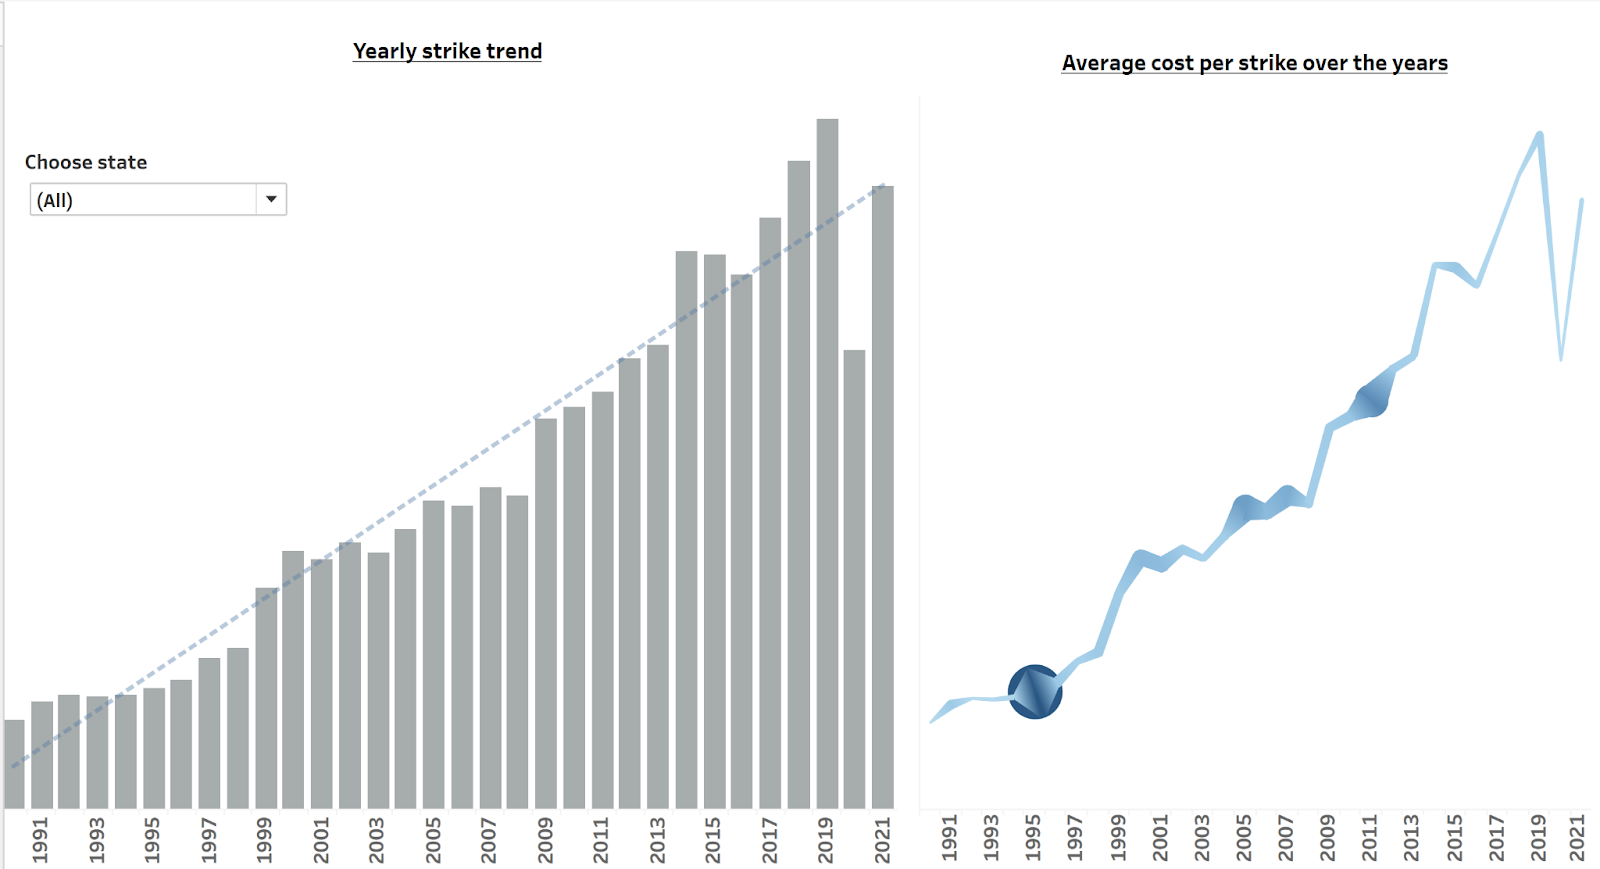 Yearly strike trend
Choose state
(All)
1991 1993 1995 1997 1999 2001 2003 2005 2007 2009 2011 2013 2015 2017 2019 2021
Average cost per strike over the years
1991 1993 1995 1997 1999 2001 2003 2005 2007 2009 2011 2013 2015 2017 2019 2021